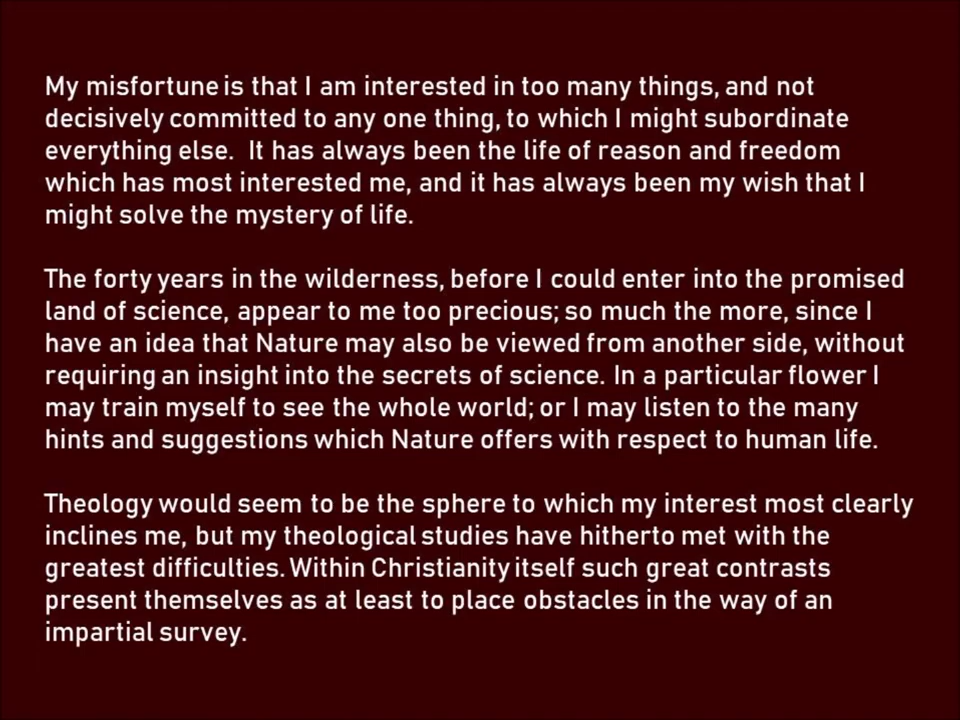 My misfortune is that I am interested in too many things, and not
decisively committed to any one thing, to which I might subordinate
everything else. It has always been the life of reason and freedom
which has most interested me, and it has always been my wish that I
might solve the mystery of life.
The forty years in the wilderness, before I could enter into the promised
land of science, appear to me too precious; so much the more, since I
have an idea that Nature may also be viewed from another side, without
requiring an insight into the secrets of science. In a particular flower I
may train myself to see the whole world; or I may listen to the many
hints and suggestions which Nature offers with respect to human life.
Theology would seem to be the sphere to which my interest most clearly
inclines me, but my theological studies have hitherto met with the
greatest difficulties. Within Christianity itself such great contrasts
present themselves as at least to place obstacles in the way of an
impartial survey.